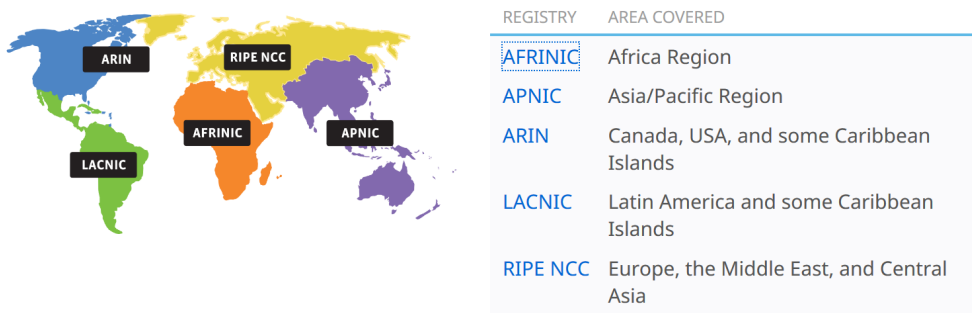 ARIN
RIPE NCC
AFRINIC
APNIC
LACNIC
REGISTRY AREA COVERED
AFRINIC Africa Region
APNIC Asia/Pacific Region
ARIN Canada, USA, and some Caribbean
Islands
LACNIC Latin America and some Caribbean
Islands
RIPE NCC Europe, the Middle East, and Central
Asia